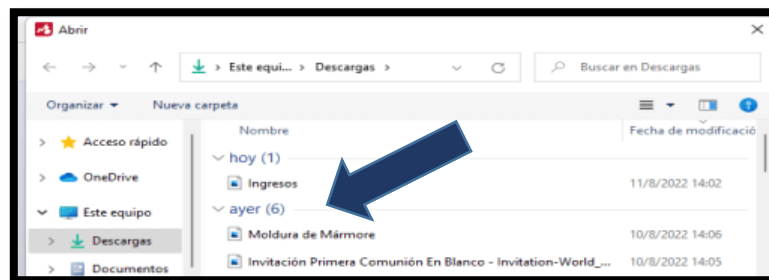 Abrir
Este equi... > Descargas >
Buscar en Descargas
Organizar
Nueva carpeta
Nombre
Fecha de modificació
Acceso rápido
OneDrive
Este equipo
Descargas
Documentos
hoy (1)
Ingresos
11/8/2022 14:02
ayer (6)
Moldura de Mármore
10/8/2022 14:06
Invitación Primera Comunión En Blanco - Invitation-World_...
10/8/2022 14:05